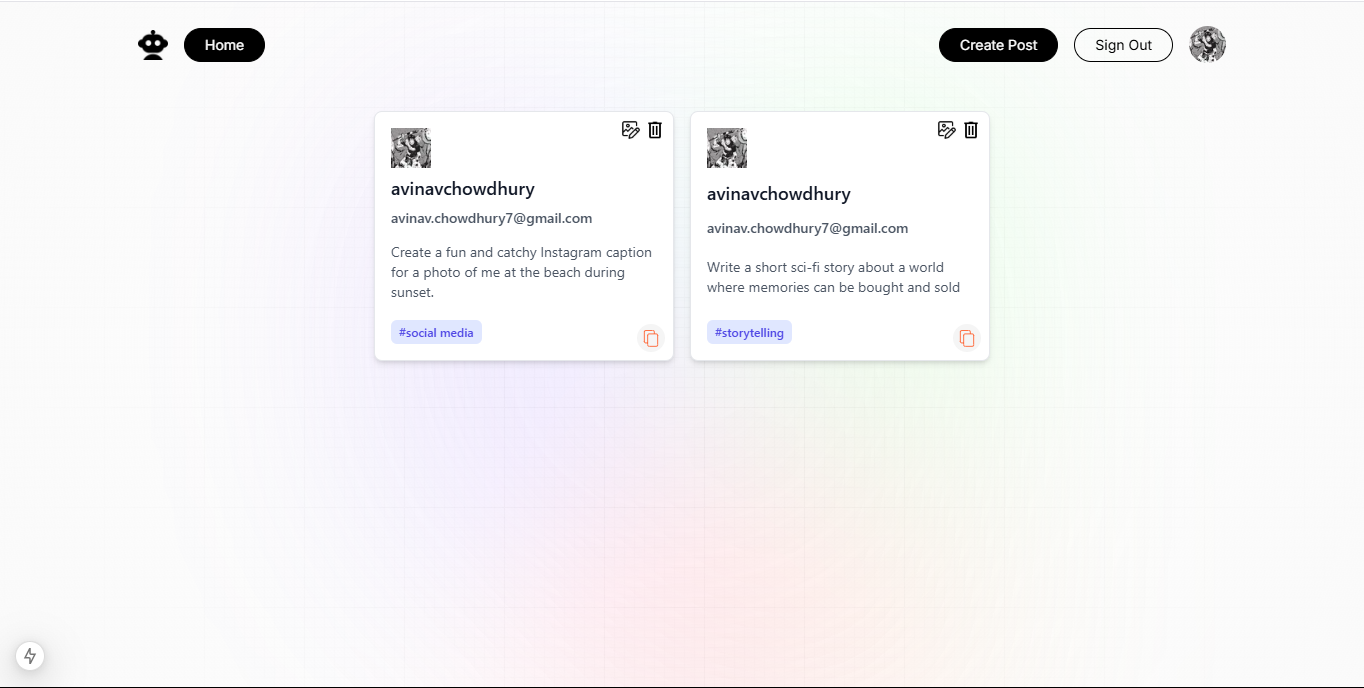 Home
Create Post
Sign Out
avinavchowdhury
avinav.chowdhury7@gmail.com
Create a fun and catchy Instagram caption
for a photo of me at the beach during
sunset.
#social media
avinavchowdhury
avinav.chowdhury7@gmail.com
Write a short sci-fi story about a world
where memories can be bought and sold
#storytelling